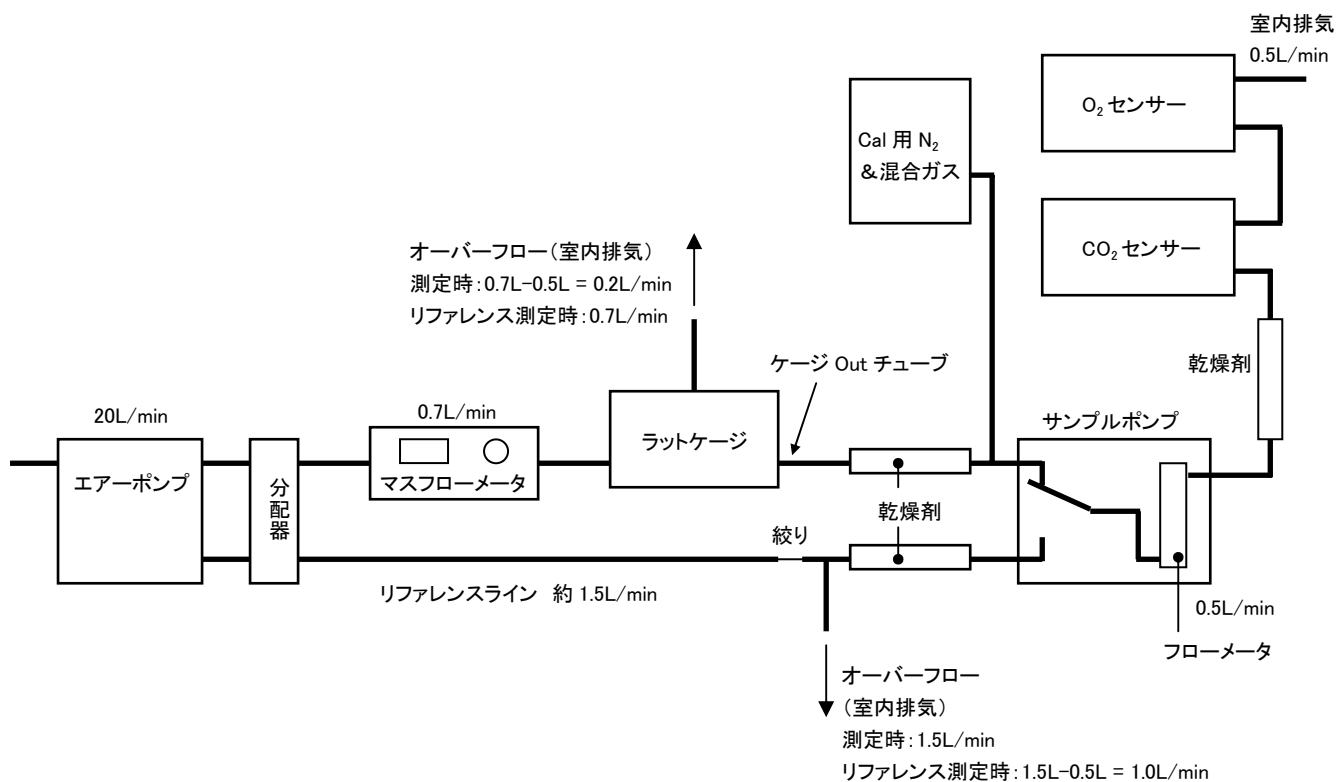 室内排気
0.5L/min
O₂ センサー
Cal 用 N₂
＆混合ガス
CO₂ センサー
オーバーフロー（室内排気）
測定時：0.7L-0.5L = 0.2L/min
リファレンス測定時：0.7L/min
ケージ Out チューブ
乾燥剤
サンプルポンプ
20L/min
0.7L/min
ラットケージ
エアーポンプ
分配器
マスフローメータ
乾燥剤
絞り
リファレンスライン 約 1.5L/min
0.5L/min
フローメータ
オーバーフロー
（室内排気）
測定時：1.5L/min
リファレンス測定時：1.5L-0.5L = 1.0L/min